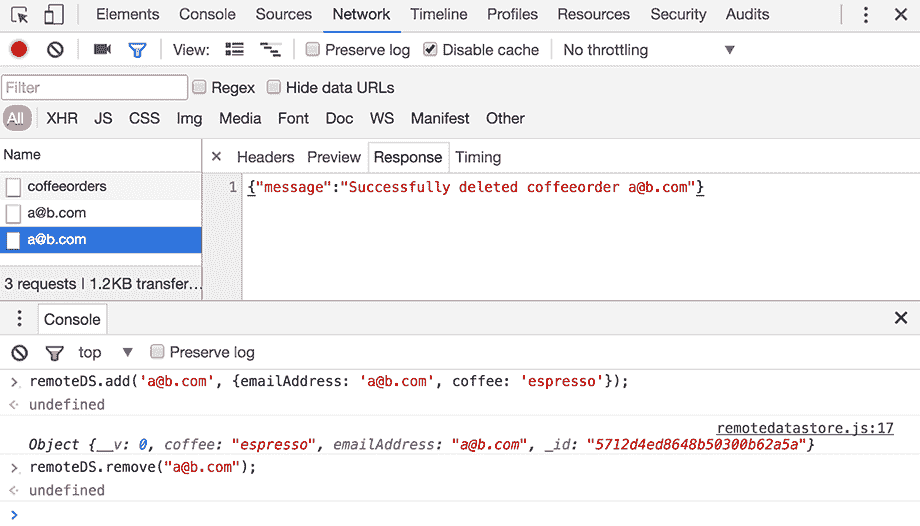 Elements Console Sources Network Timeline Profiles Resources Security Audits
View: Preserve log Disable cache No throttling
Filter Regex Hide data URLs
All XHR JS CSS Img Media Font Doc WS Manifest Other
Name
Headers Preview Response Timing
coffeeorders
a@b.com
a@b.com
3 requests | 1.2KB transfer...
1 {"message":"Successfully deleted coffeeorder a@b.com"}
Console
top Preserve log
> remoteDS.add('a@b.com', {emailAddress: 'a@b.com', coffee: 'espresso'});
undefined
remotedatastore.js:17
Object {__v: 0, coffee: "espresso", emailAddress: "a@b.com", _id: "5712d4ed8648b50300b62a5a"}
> remoteDS.remove("a@b.com");
undefined
>